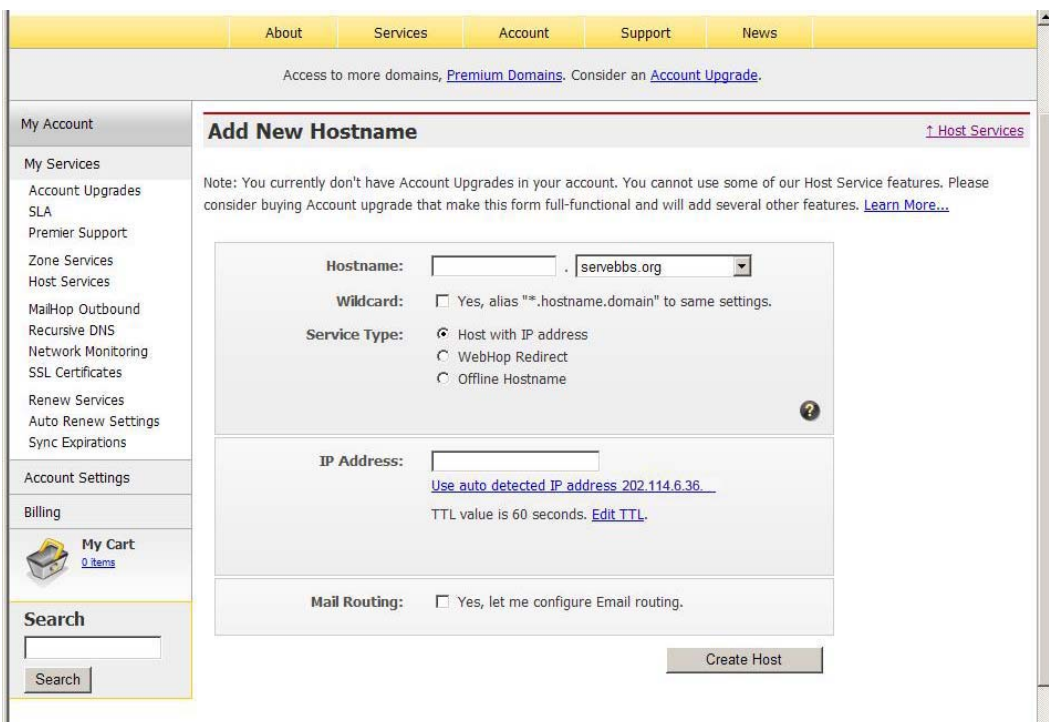 About Services Account Support News
Access to more domains, Premium Domains. Consider an Account Upgrade.
My Account
My Services
Account Upgrades
SLA
Premier Support
Zone Services
Host Services
MailHop Outbound
Recursive DNS
Network Monitoring
SSL Certificates
Renew Services
Auto Renew Settings
Sync Expirations
Account Settings
Billing
My Cart
0 items
Search
Search
Add New Hostname
↑ Host Services
Note: You currently don't have Account Upgrades in your account. You cannot use some of our Host Service features. Please
consider buying Account upgrade that make this form full-functional and will add several other features. Learn More...
Hostname: . servebbs.org
Wildcard: Yes, alias "*.hostname.domain" to same settings.
Service Type: Host with IP address
WebHop Redirect
Offline Hostname
?
IP Address:
Use auto detected IP address 202.114.6.36.
TTL value is 60 seconds. Edit TTL.
Mail Routing: Yes, let me configure Email routing.
Create Host